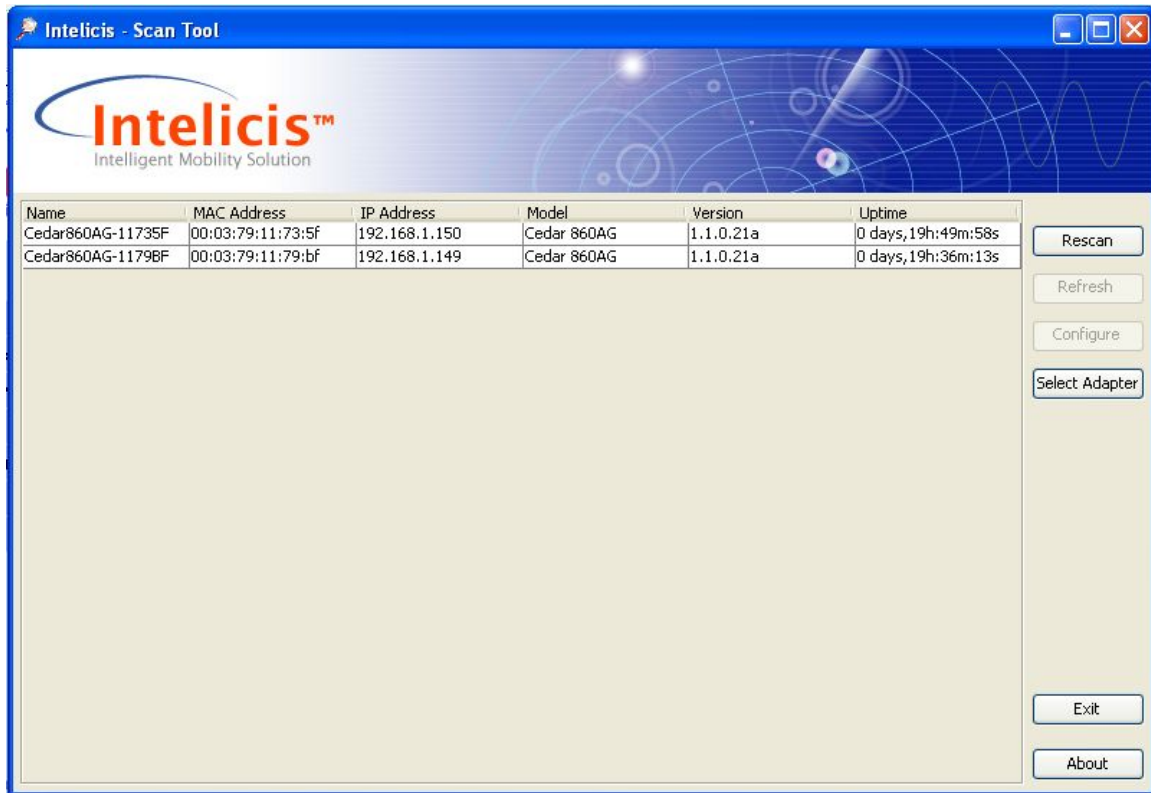 Intelicis - Scan Tool
Intelicis™
Intelligent Mobility Solution
Name MAC Address IP Address Model Version Uptime
Cedar860AG-11735F 00:03:79:11:73:5f 192.168.1.150 Cedar 860AG 1.1.0.21a 0 days,19h:49m:58s
Cedar860AG-1179BF 00:03:79:11:79:bf 192.168.1.149 Cedar 860AG 1.1.0.21a 0 days,19h:36m:13s
Rescan
Refresh
Configure
Select Adapter
Exit
About